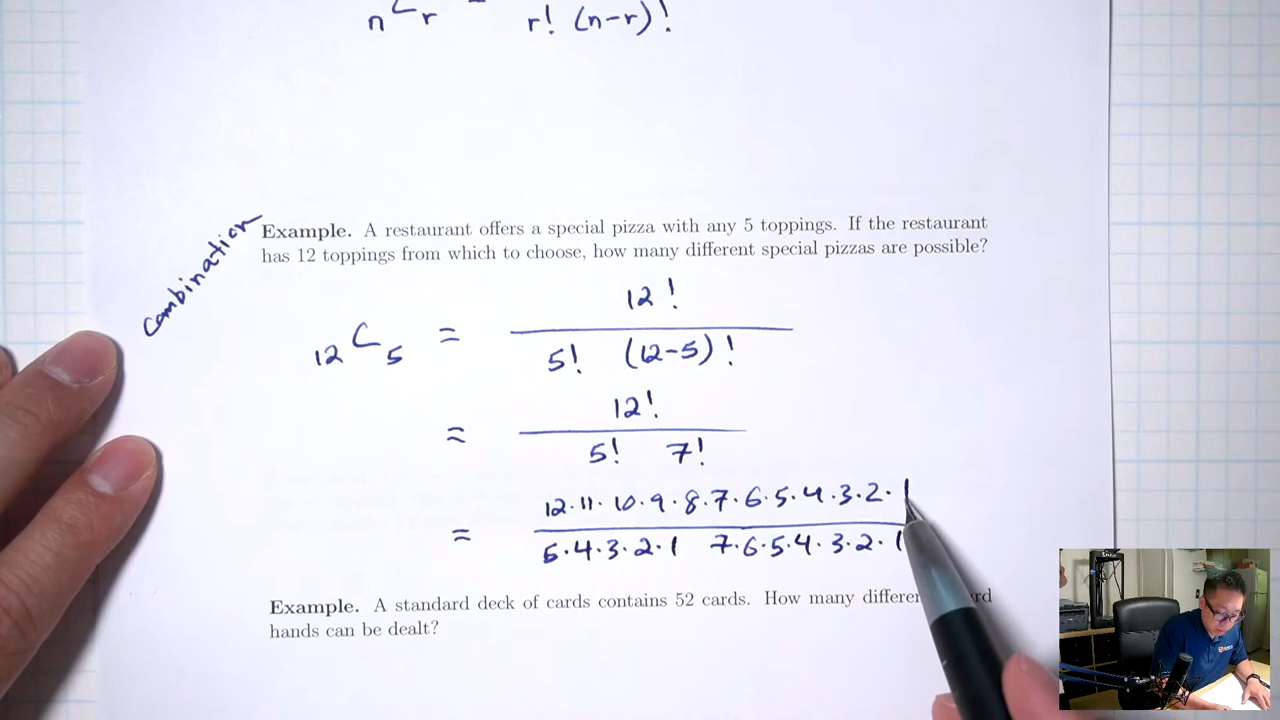 nCr =
r! (n-r)!
Combination
Example. A restaurant offers a special pizza with any 5 toppings. If the restaurant
has 12 toppings from which to choose, how many different special pizzas are possible?
12!
12C5 =
5! (12-5)!
12!
=
5! 7!
12·11·10·9·8·7·6·5·4·3·2·1
=
5·4·3·2·1 7·6·5·4·3·2·1
Example. A standard deck of cards contains 52 cards. How many
hands can be dealt?